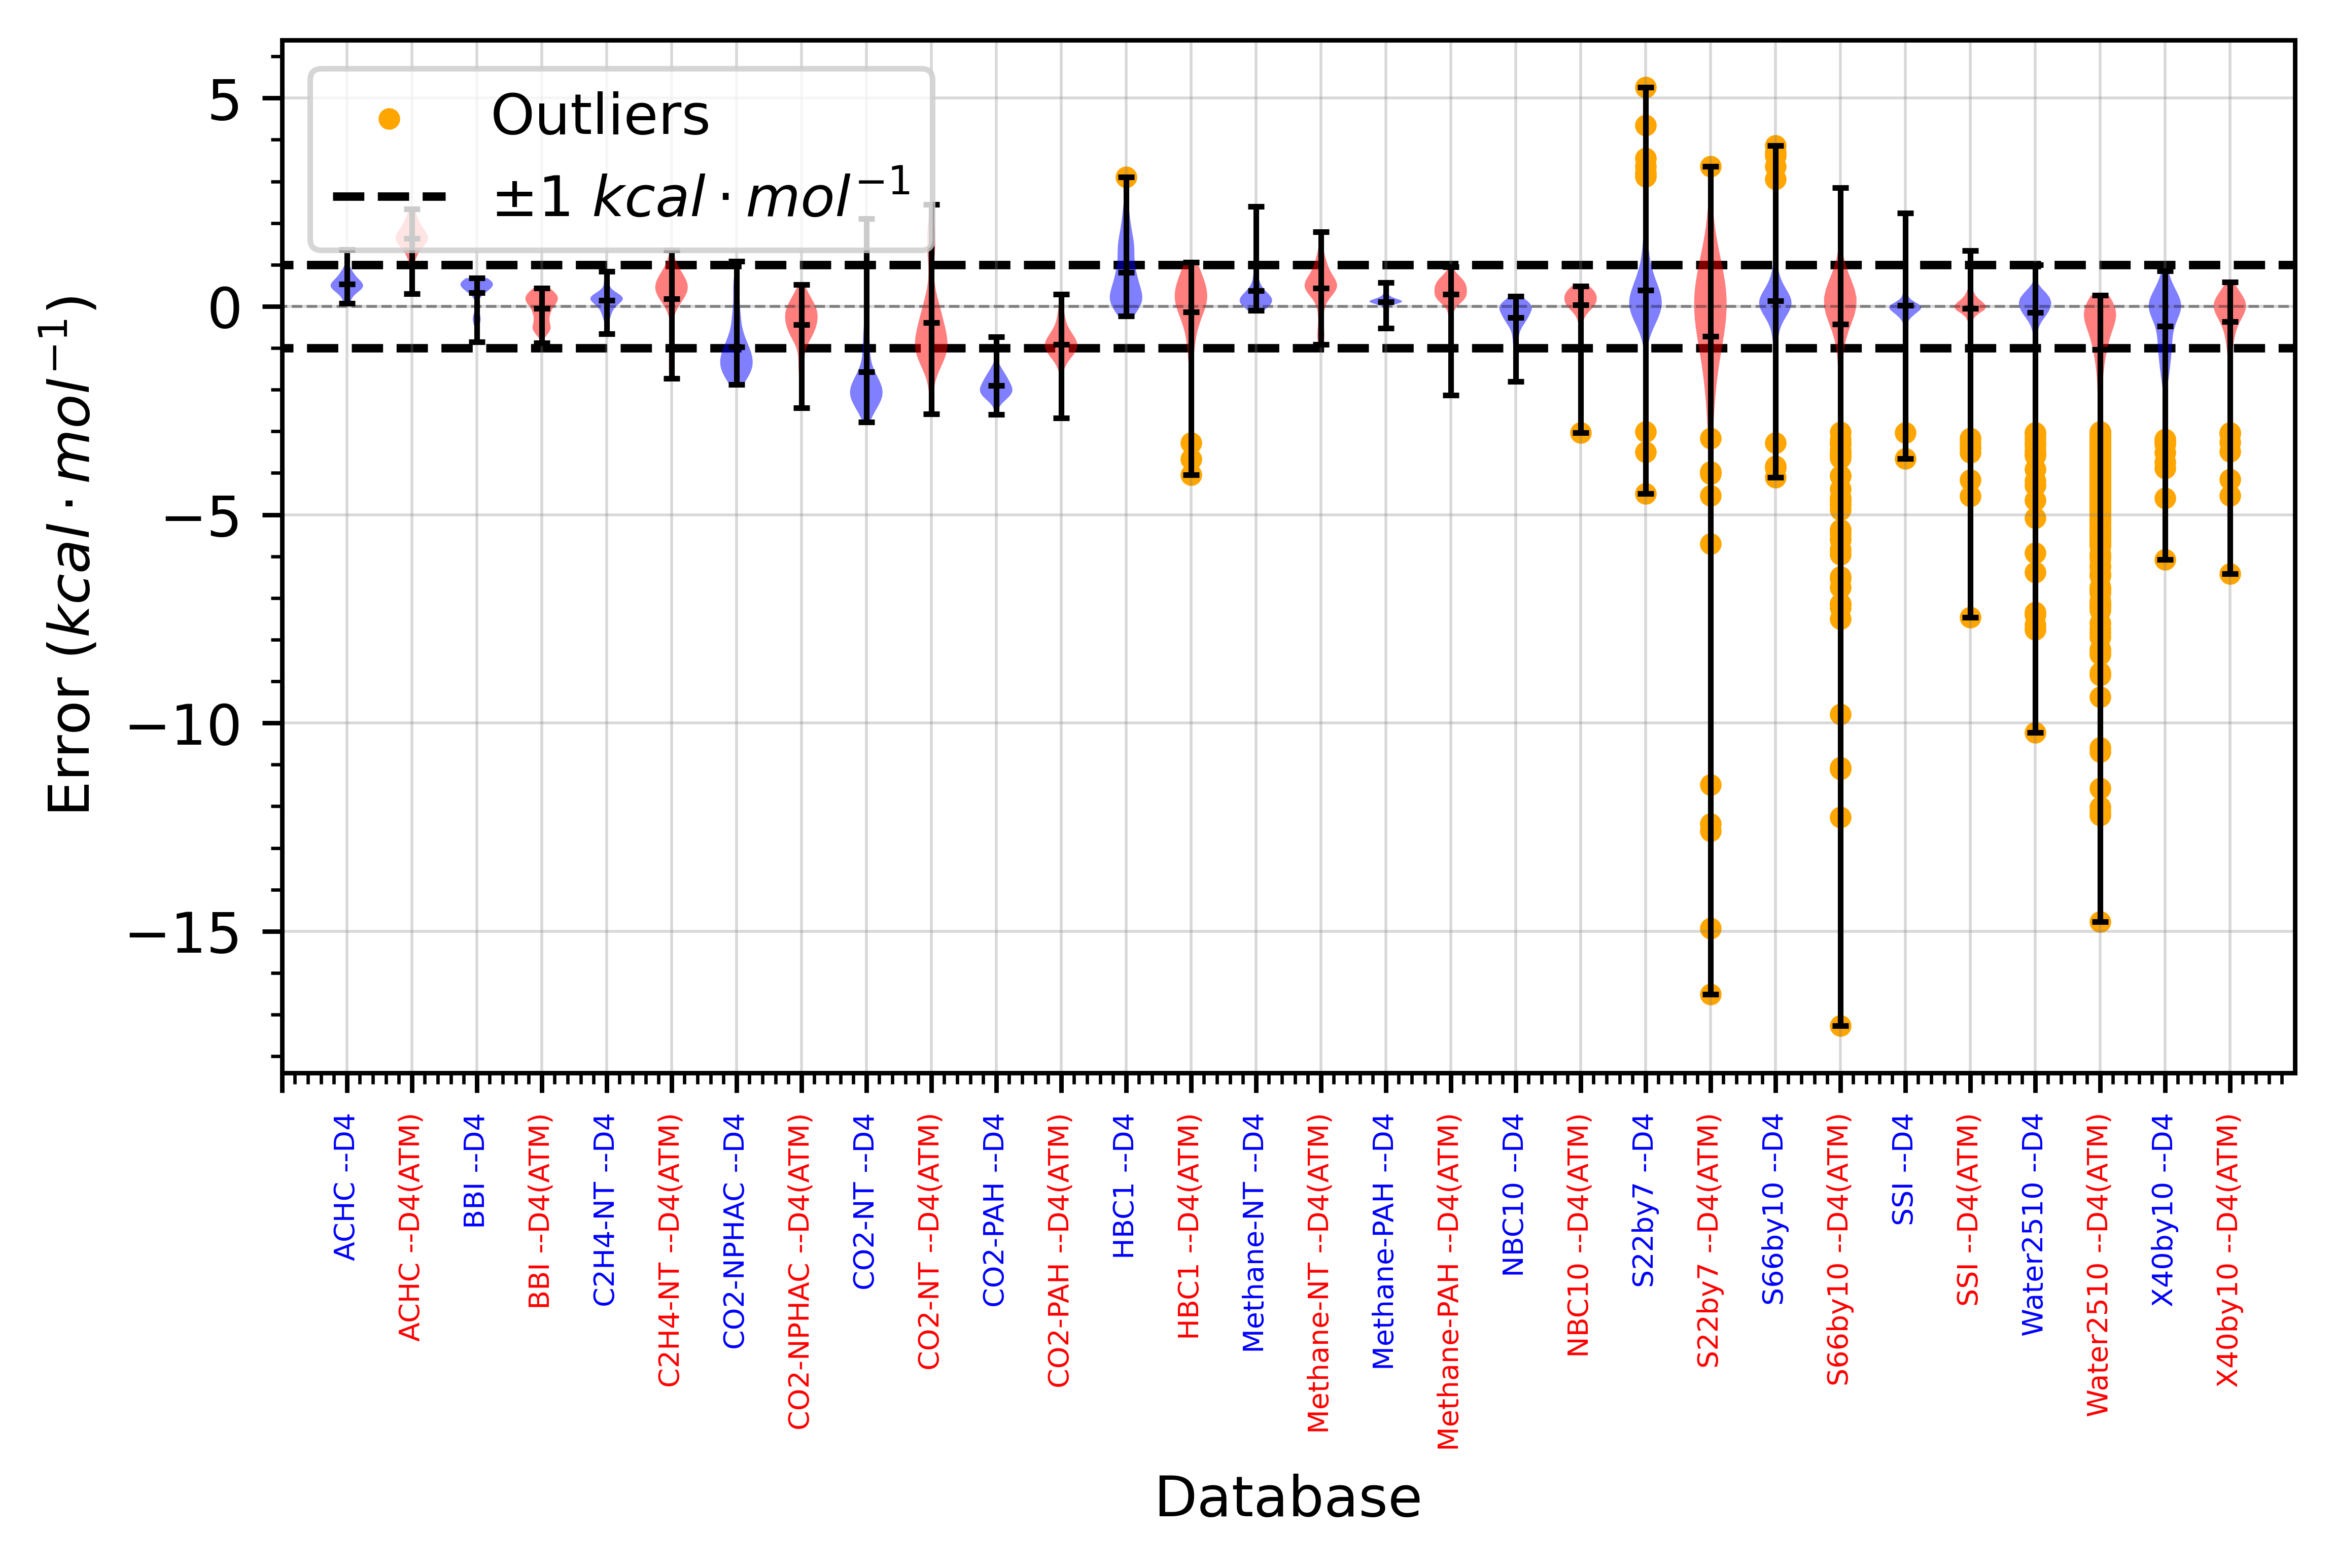 Outliers
±1 kcal · mol⁻¹
5
0
−5
−10
−15
Error (kcal · mol⁻¹)
ACHC --D4
ACHC --D4(ATM)
BBI --D4
BBI --D4(ATM)
C2H4-NT --D4
C2H4-NT --D4(ATM)
CO2-NPHAC --D4
CO2-NPHAC --D4(ATM)
CO2-NT --D4
CO2-NT --D4(ATM)
CO2-PAH --D4
CO2-PAH --D4(ATM)
HBC1 --D4
HBC1 --D4(ATM)
Methane-NT --D4
Methane-NT --D4(ATM)
Methane-PAH --D4
Methane-PAH --D4(ATM)
NBC10 --D4
NBC10 --D4(ATM)
S22by7 --D4
S22by7 --D4(ATM)
S66by10 --D4
S66by10 --D4(ATM)
SSI --D4
SSI --D4(ATM)
Water2510 --D4
Water2510 --D4(ATM)
X40by10 --D4
X40by10 --D4(ATM)
Database